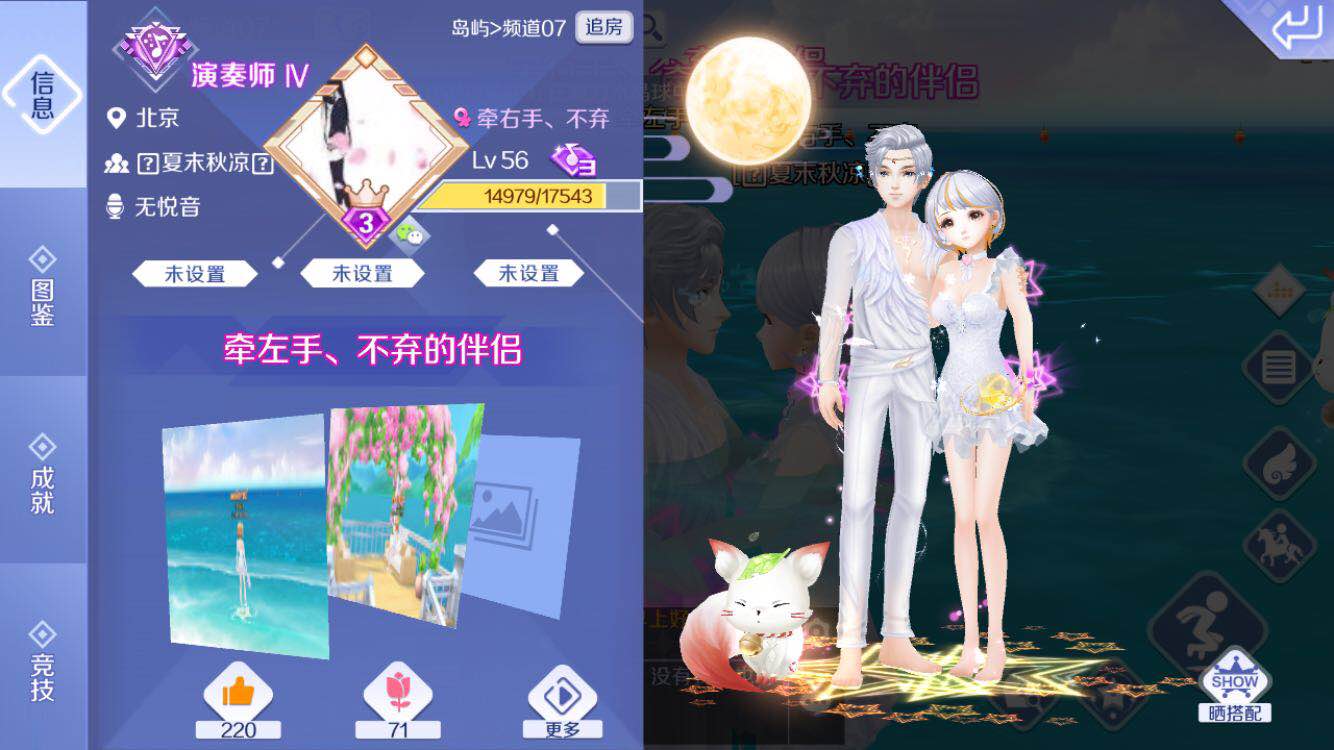 信息
图鉴
成就
竞技
岛屿>频道07
追房
演奏师 Ⅳ
北京
牵右手、不弃
?夏末秋凉?
Lv 56
3
无悦音
14979/17543
3
未设置
未设置
未设置
牵左手、不弃的伴侣
220
71
更多
不弃的伴侣
?夏末秋凉
SHOW
晒搭配